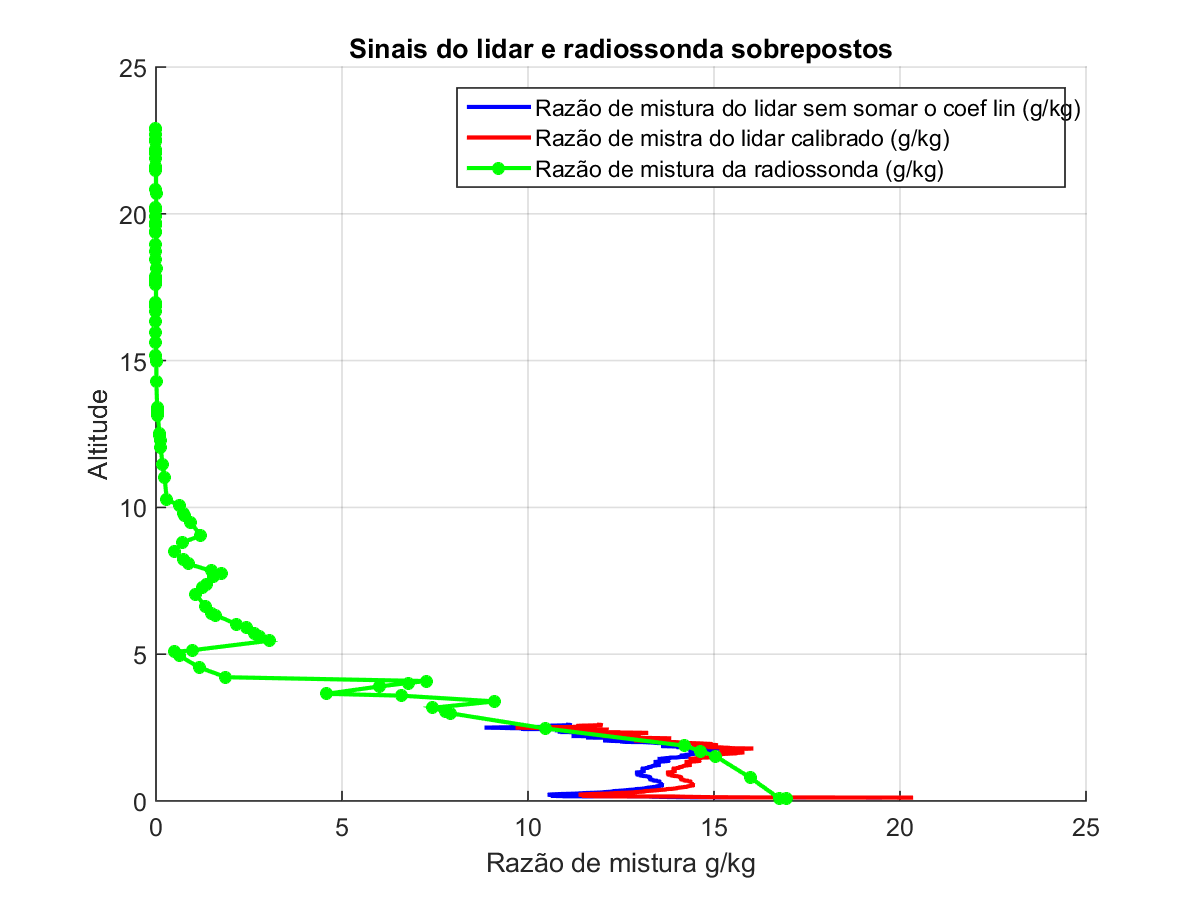 Sinais do lidar e radiossonda sobrepostos
25
Razão de mistura do lidar sem somar o coef lin (g/kg)
Razão de mistra do lidar calibrado (g/kg)
Razão de mistura da radiossonda (g/kg)
20
15
Altitude
10
5
0
0 5 10 15 20 25
Razão de mistura g/kg